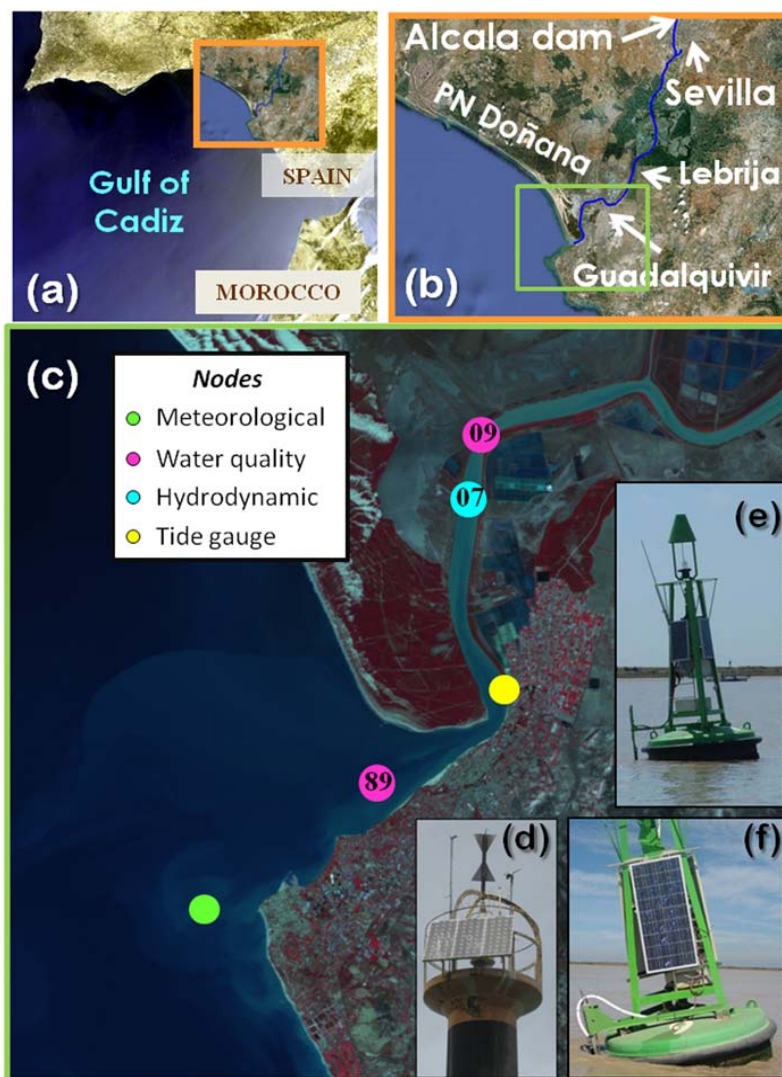 Gulf of
Cadiz
SPAIN
MOROCCO
(a)
Alcala dam
Sevilla
PN Doñana
Lebrija
Guadalquivir
(b)
(c)
Nodes
Meteorological
Water quality
Hydrodynamic
Tide gauge
09
07
89
(d)
(e)
(f)